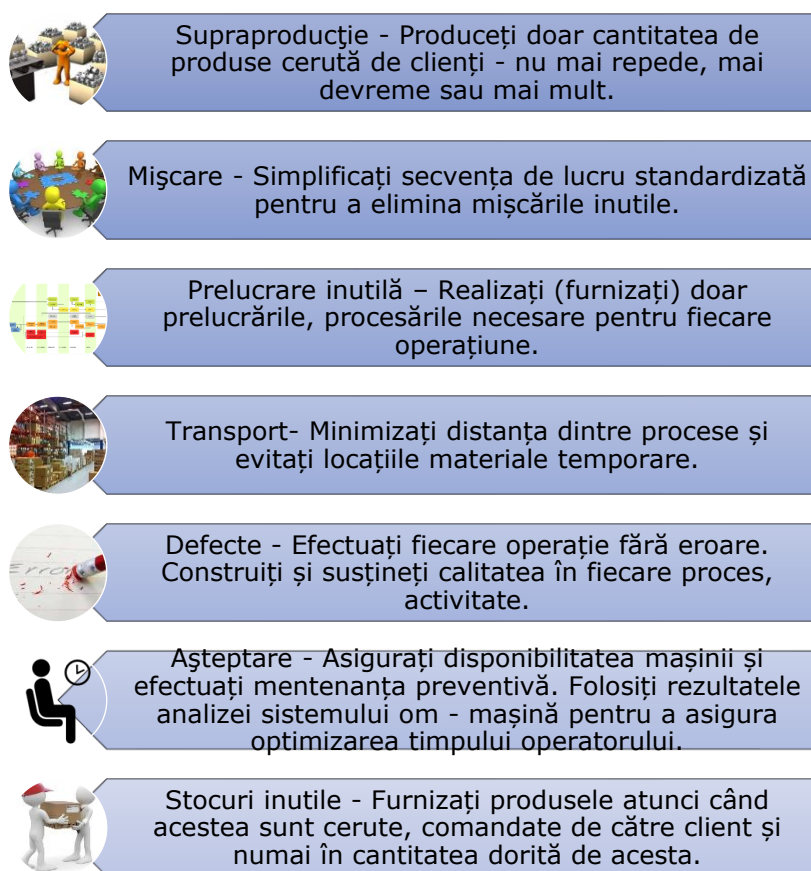 Supraproducţie - Produceți doar cantitatea de
produse cerută de clienți - nu mai repede, mai
devreme sau mai mult.
Mişcare - Simplificați secvența de lucru standardizată
pentru a elimina mișcările inutile.
Prelucrare inutilă – Realizați (furnizați) doar
prelucrările, procesările necesare pentru fiecare
operațiune.
Transport- Minimizați distanța dintre procese și
evitați locațiile materiale temporare.
Error
Defecte - Efectuați fiecare operație fără eroare.
Construiți și susțineți calitatea în fiecare proces,
activitate.
Aşteptare - Asigurați disponibilitatea mașinii și
efectuați mentenanța preventivă. Folosiți rezultatele
analizei sistemului om - mașină pentru a asigura
optimizarea timpului operatorului.
Stocuri inutile - Furnizați produsele atunci când
acestea sunt cerute, comandate de către client și
numai în cantitatea dorită de acesta.